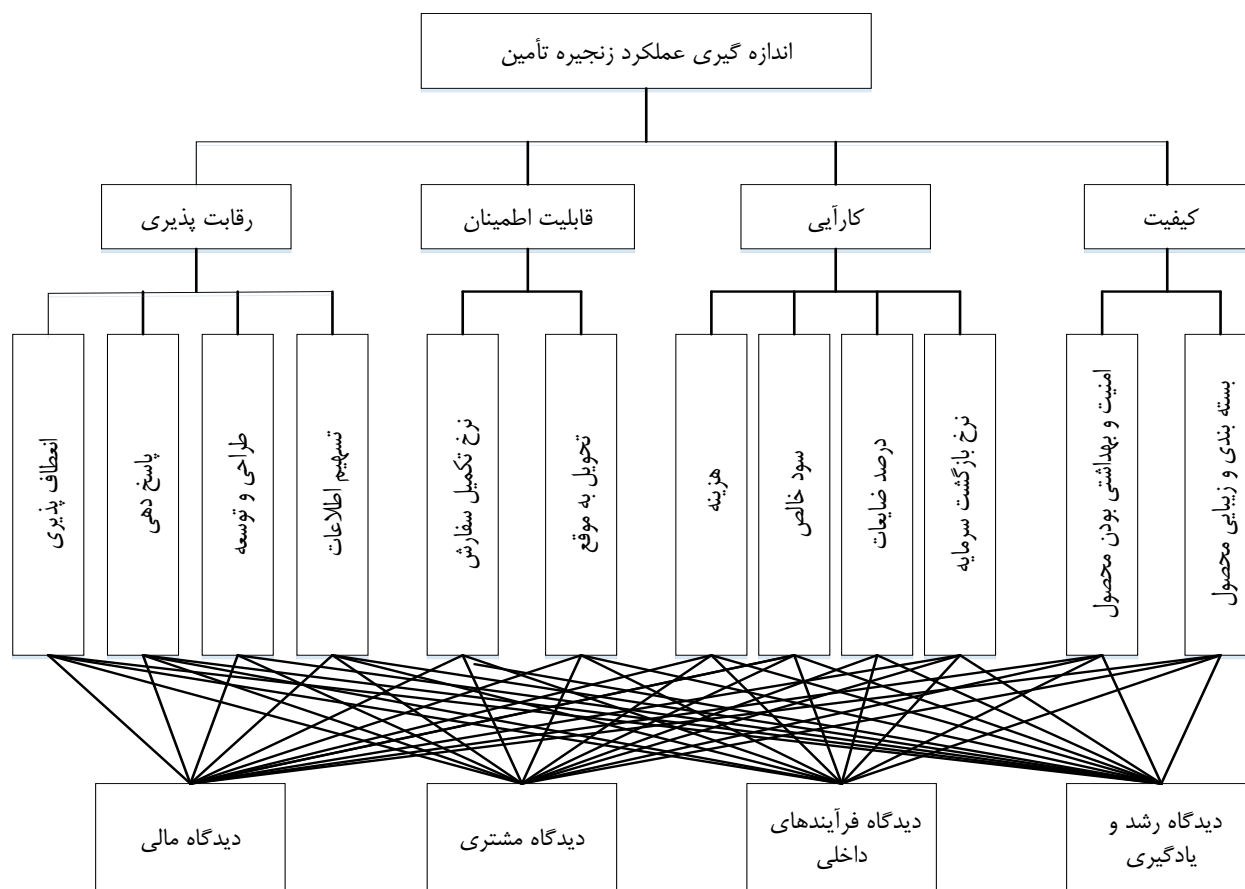 اندازه گیری عملکرد زنجیره تأمین
کیفیت
کارآیی
قابلیت اطمینان
رقابت پذیری
بسته بندی و زیبایی محصول
امنیت و بهداشتی بودن محصول
نرخ بازگشت سرمایه
درصد ضایعات
سود خالص
هزینه
تحویل به موقع
نرخ تکمیل سفارش
تسهیم اطلاعات
طراحی و توسعه
پاسخ دهی
انعطاف پذیری
دیدگاه رشد و
یادگیری
دیدگاه فرآیندهای
داخلی
دیدگاه مشتری
دیدگاه مالی